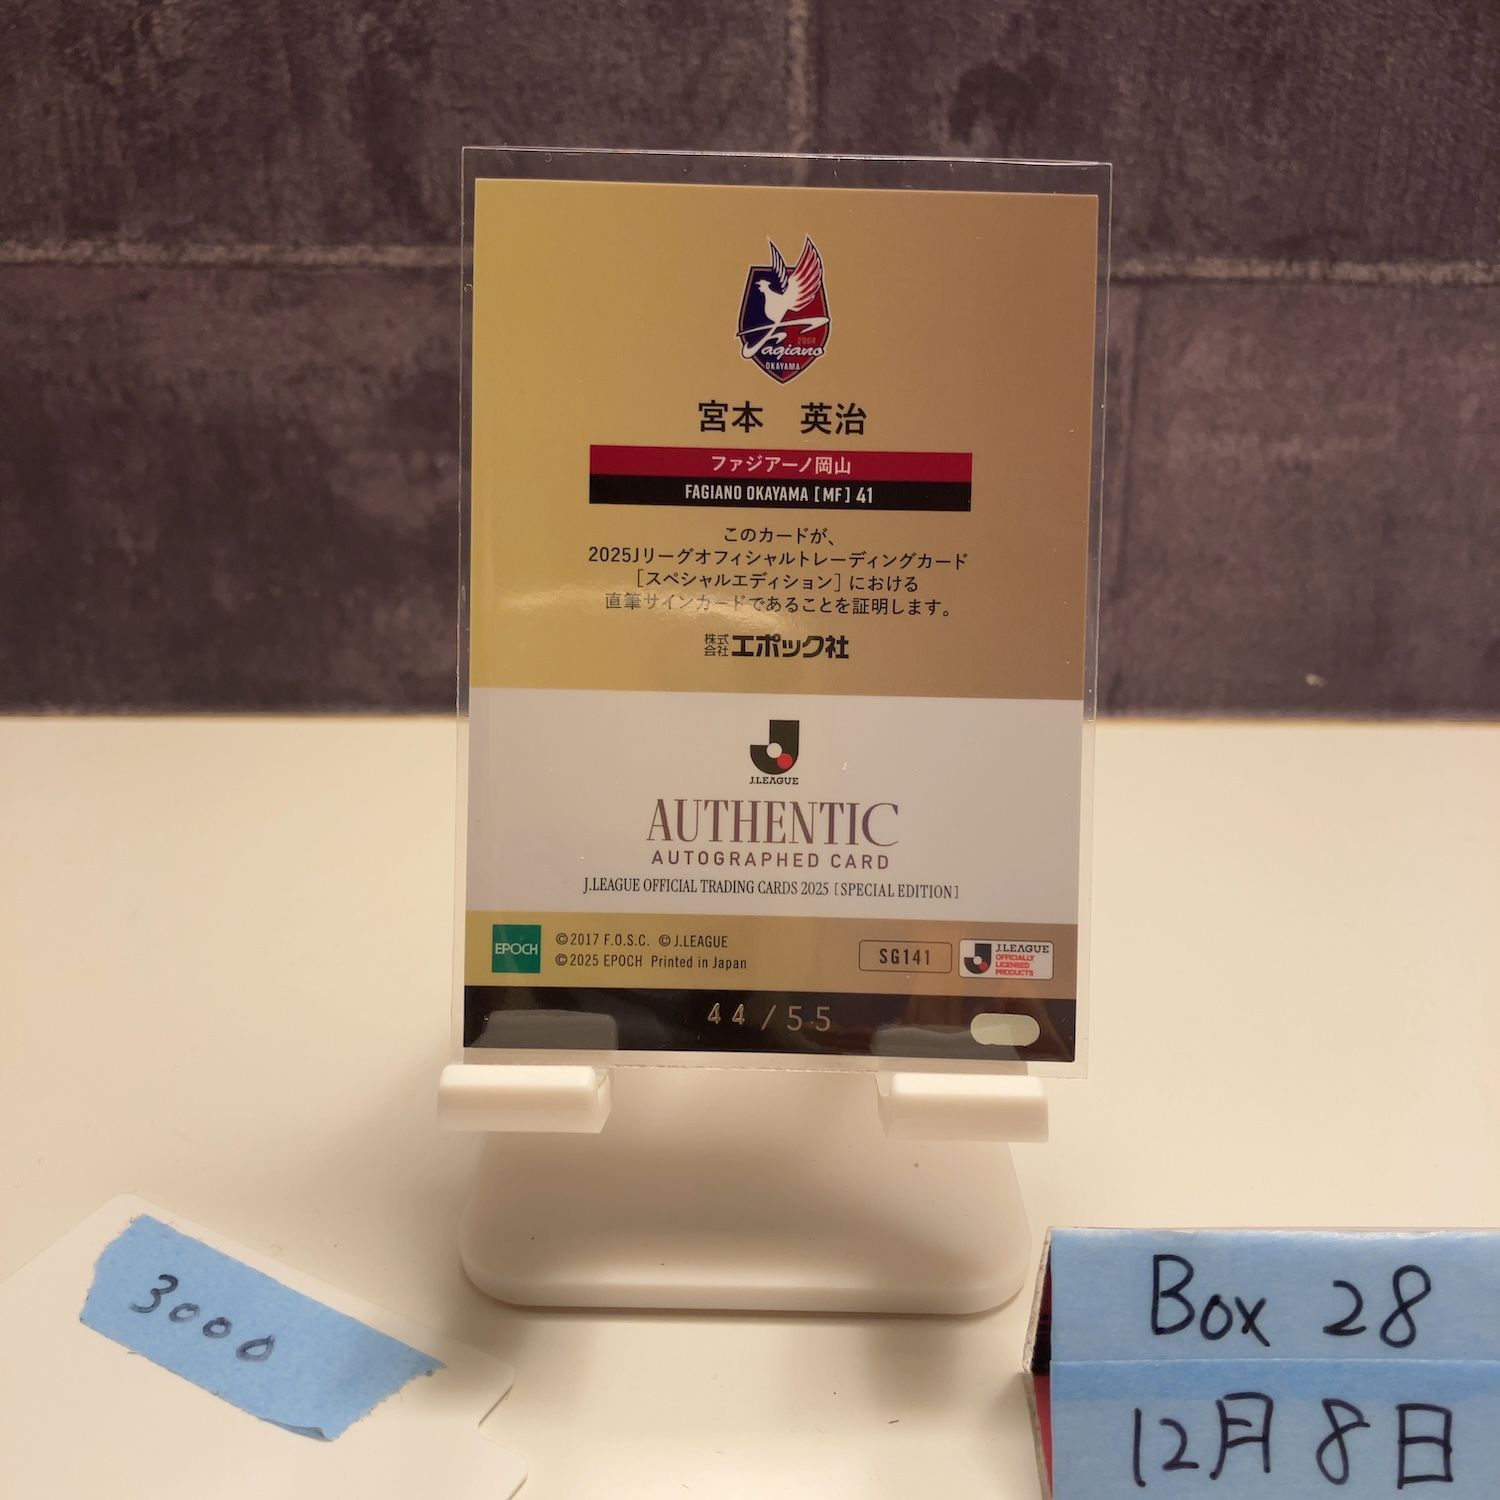 2004
Fagiano
OKAYAMA
宮本 英治
ファジアーノ岡山
FAGIANO OKAYAMA [MF] 41
このカードが、
2025Jリーグオフィシャルトレーディングカード
[スペシャルエディション] における
直筆サインカードであることを証明します。
株式会社エポック社
J.LEAGUE
AUTHENTIC
AUTOGRAPHED CARD
J.LEAGUE OFFICIAL TRADING CARDS 2025 [SPECIAL EDITION]
EPOCH
©2017 F.O.S.C. © J.LEAGUE
©2025 EPOCH Printed in Japan
SG141
J.LEAGUE
OFFICIALLY
LICENSED
PRODUCTS
44/55
3000
Box 28
12月8日